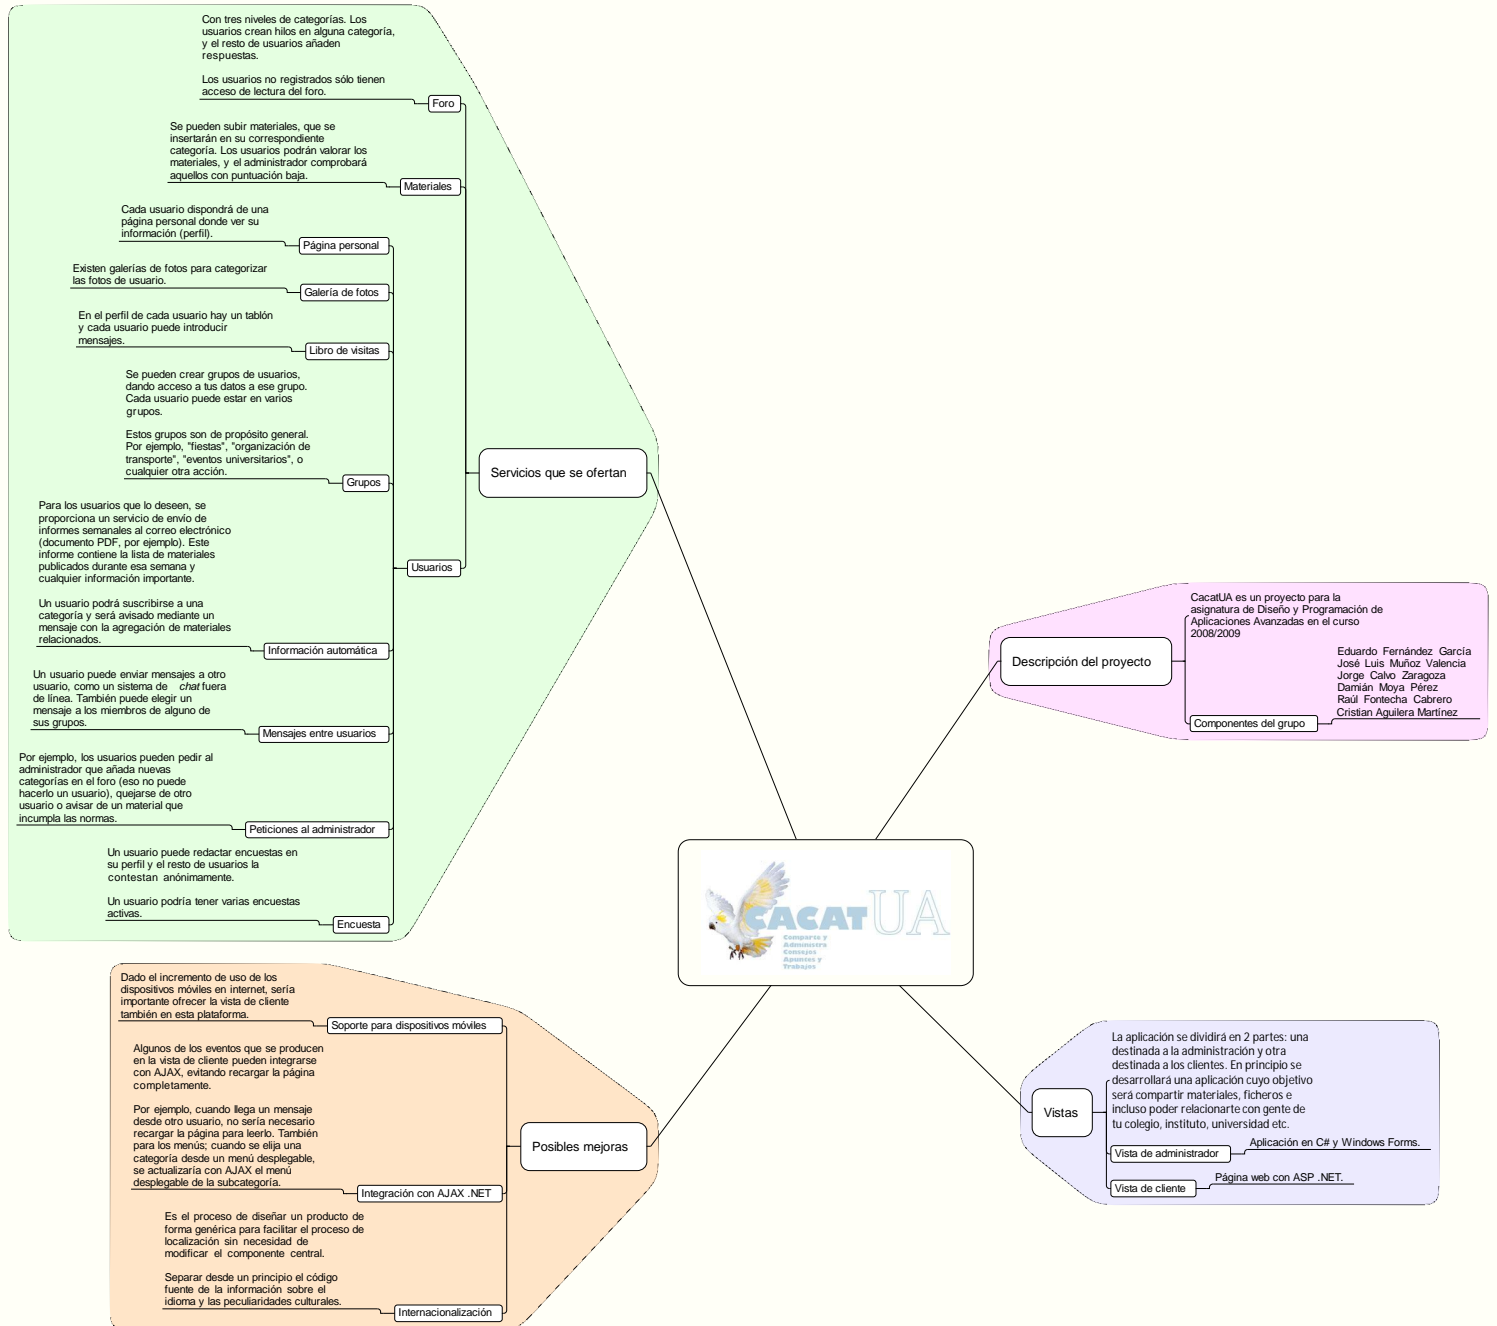 Con tres niveles de categorías. Los
usuarios crean hilos en alguna categoría,
y el resto de usuarios añaden
respuestas.
Los usuarios no registrados sólo tienen
acceso de lectura del foro.
Foro
Se pueden subir materiales, que se
insertarán en su correspondiente
categoría. Los usuarios podrán valorar los
materiales, y el administrador comprobará
aquellos con puntuación baja.
Materiales
Cada usuario dispondrá de una
página personal donde ver su
información (perfil).
Página personal
Existen galerías de fotos para categorizar
las fotos de usuario.
Galería de fotos
En el perfil de cada usuario hay un tablón
y cada usuario puede introducir
mensajes.
Libro de visitas
Se pueden crear grupos de usuarios,
dando acceso a tus datos a ese grupo.
Cada usuario puede estar en varios
grupos.
Estos grupos son de propósito general.
Por ejemplo, "fiestas", "organización de
transporte", "eventos universitarios", o
cualquier otra acción.
Grupos
Servicios que se ofertan
Para los usuarios que lo deseen, se
proporciona un servicio de envío de
informes semanales al correo electrónico
(documento PDF, por ejemplo). Este
informe contiene la lista de materiales
publicados durante esa semana y
cualquier información importante.
Usuarios
Un usuario podrá suscribirse a una
categoría y será avisado mediante un
mensaje con la agregación de materiales
relacionados.
Información automática
Un usuario puede enviar mensajes a otro
usuario, como un sistema de chat fuera
de línea. También puede elegir un
mensaje a los miembros de alguno de
sus grupos.
Mensajes entre usuarios
Por ejemplo, los usuarios pueden pedir al
administrador que añada nuevas
categorías en el foro (eso no puede
hacerlo un usuario), quejarse de otro
usuario o avisar de un material que
incumpla las normas.
Peticiones al administrador
Un usuario puede redactar encuestas en
su perfil y el resto de usuarios la
contestan anónimamente.
Un usuario podría tener varias encuestas
activas.
Encuesta
CacatUA es un proyecto para la
asignatura de Diseño y Programación de
Aplicaciones Avanzadas en el curso
2008/2009
Descripción del proyecto
Eduardo Fernández García
José Luis Muñoz Valencia
Jorge Calvo Zaragoza
Damián Moya Pérez
Raúl Fontecha Cabrero
Cristian Aguilera Martínez
Componentes del grupo
CACATUA
Comparte y
Administra
Consejos
Apuntes y
Trabajos
Dado el incremento de uso de los
dispositivos móviles en internet, sería
importante ofrecer la vista de cliente
también en esta plataforma.
Soporte para dispositivos móviles
Algunos de los eventos que se producen
en la vista de cliente pueden integrarse
con AJAX, evitando recargar la página
completamente.
Por ejemplo, cuando llega un mensaje
desde otro usuario, no sería necesario
recargar la página para leerlo. También
para los menús; cuando se elija una
categoría desde un menú desplegable,
se actualizaría con AJAX el menú
desplegable de la subcategoría.
Integración con AJAX .NET
Posibles mejoras
Es el proceso de diseñar un producto de
forma genérica para facilitar el proceso de
localización sin necesidad de
modificar el componente central.
Separar desde un principio el código
fuente de la información sobre el
idioma y las peculiaridades culturales.
Internacionalización
La aplicación se dividirá en 2 partes: una
destinada a la administración y otra
destinada a los clientes. En principio se
desarrollará una aplicación cuyo objetivo
será compartir materiales, ficheros e
incluso poder relacionarte con gente de
tu colegio, instituto, universidad etc.
Vistas
Aplicación en C# y Windows Forms.
Vista de administrador
Página web con ASP .NET.
Vista de cliente